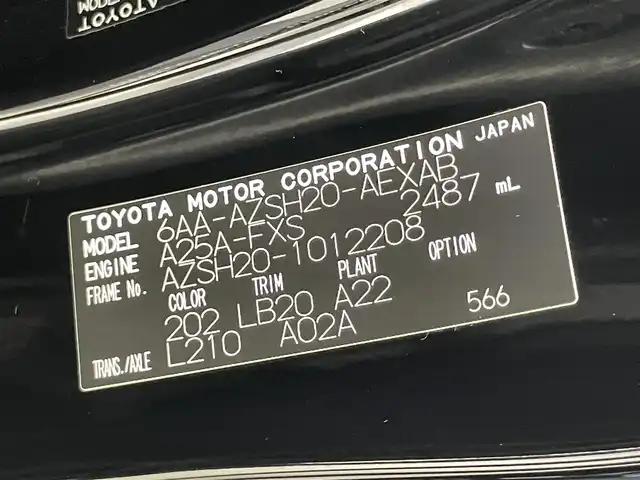 TOYOTA MOTOR CORPORATION JAPAN
MODEL 6AA-AZSH20-AEXAB
ENGINE A25A-FXS 2487 mL
FRAME No. AZSH20-1012208
COLOR TRIM PLANT OPTION
202 LB20 A22
TRANS./AXLE L210 A02A 566
ATOYOT